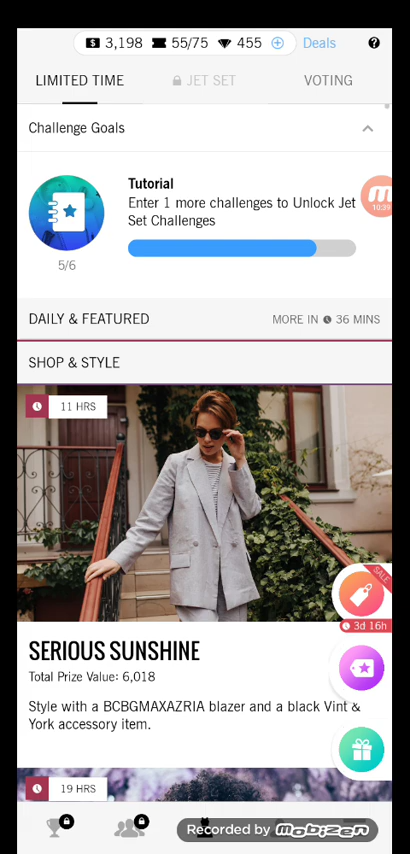 3,198 55/75 455 Deals
LIMITED TIME JET SET VOTING
Challenge Goals
Tutorial
Enter 1 more challenges to Unlock Jet
Set Challenges
10:39
5/6
DAILY & FEATURED MORE IN 36 MINS
SHOP & STYLE
11 HRS
SALE
3d 16h
SERIOUS SUNSHINE
Total Prize Value: 6,018
Style with a BCBGMAXAZRIA blazer and a black Vint &
York accessory item.
19 HRS
Recorded by mobizen